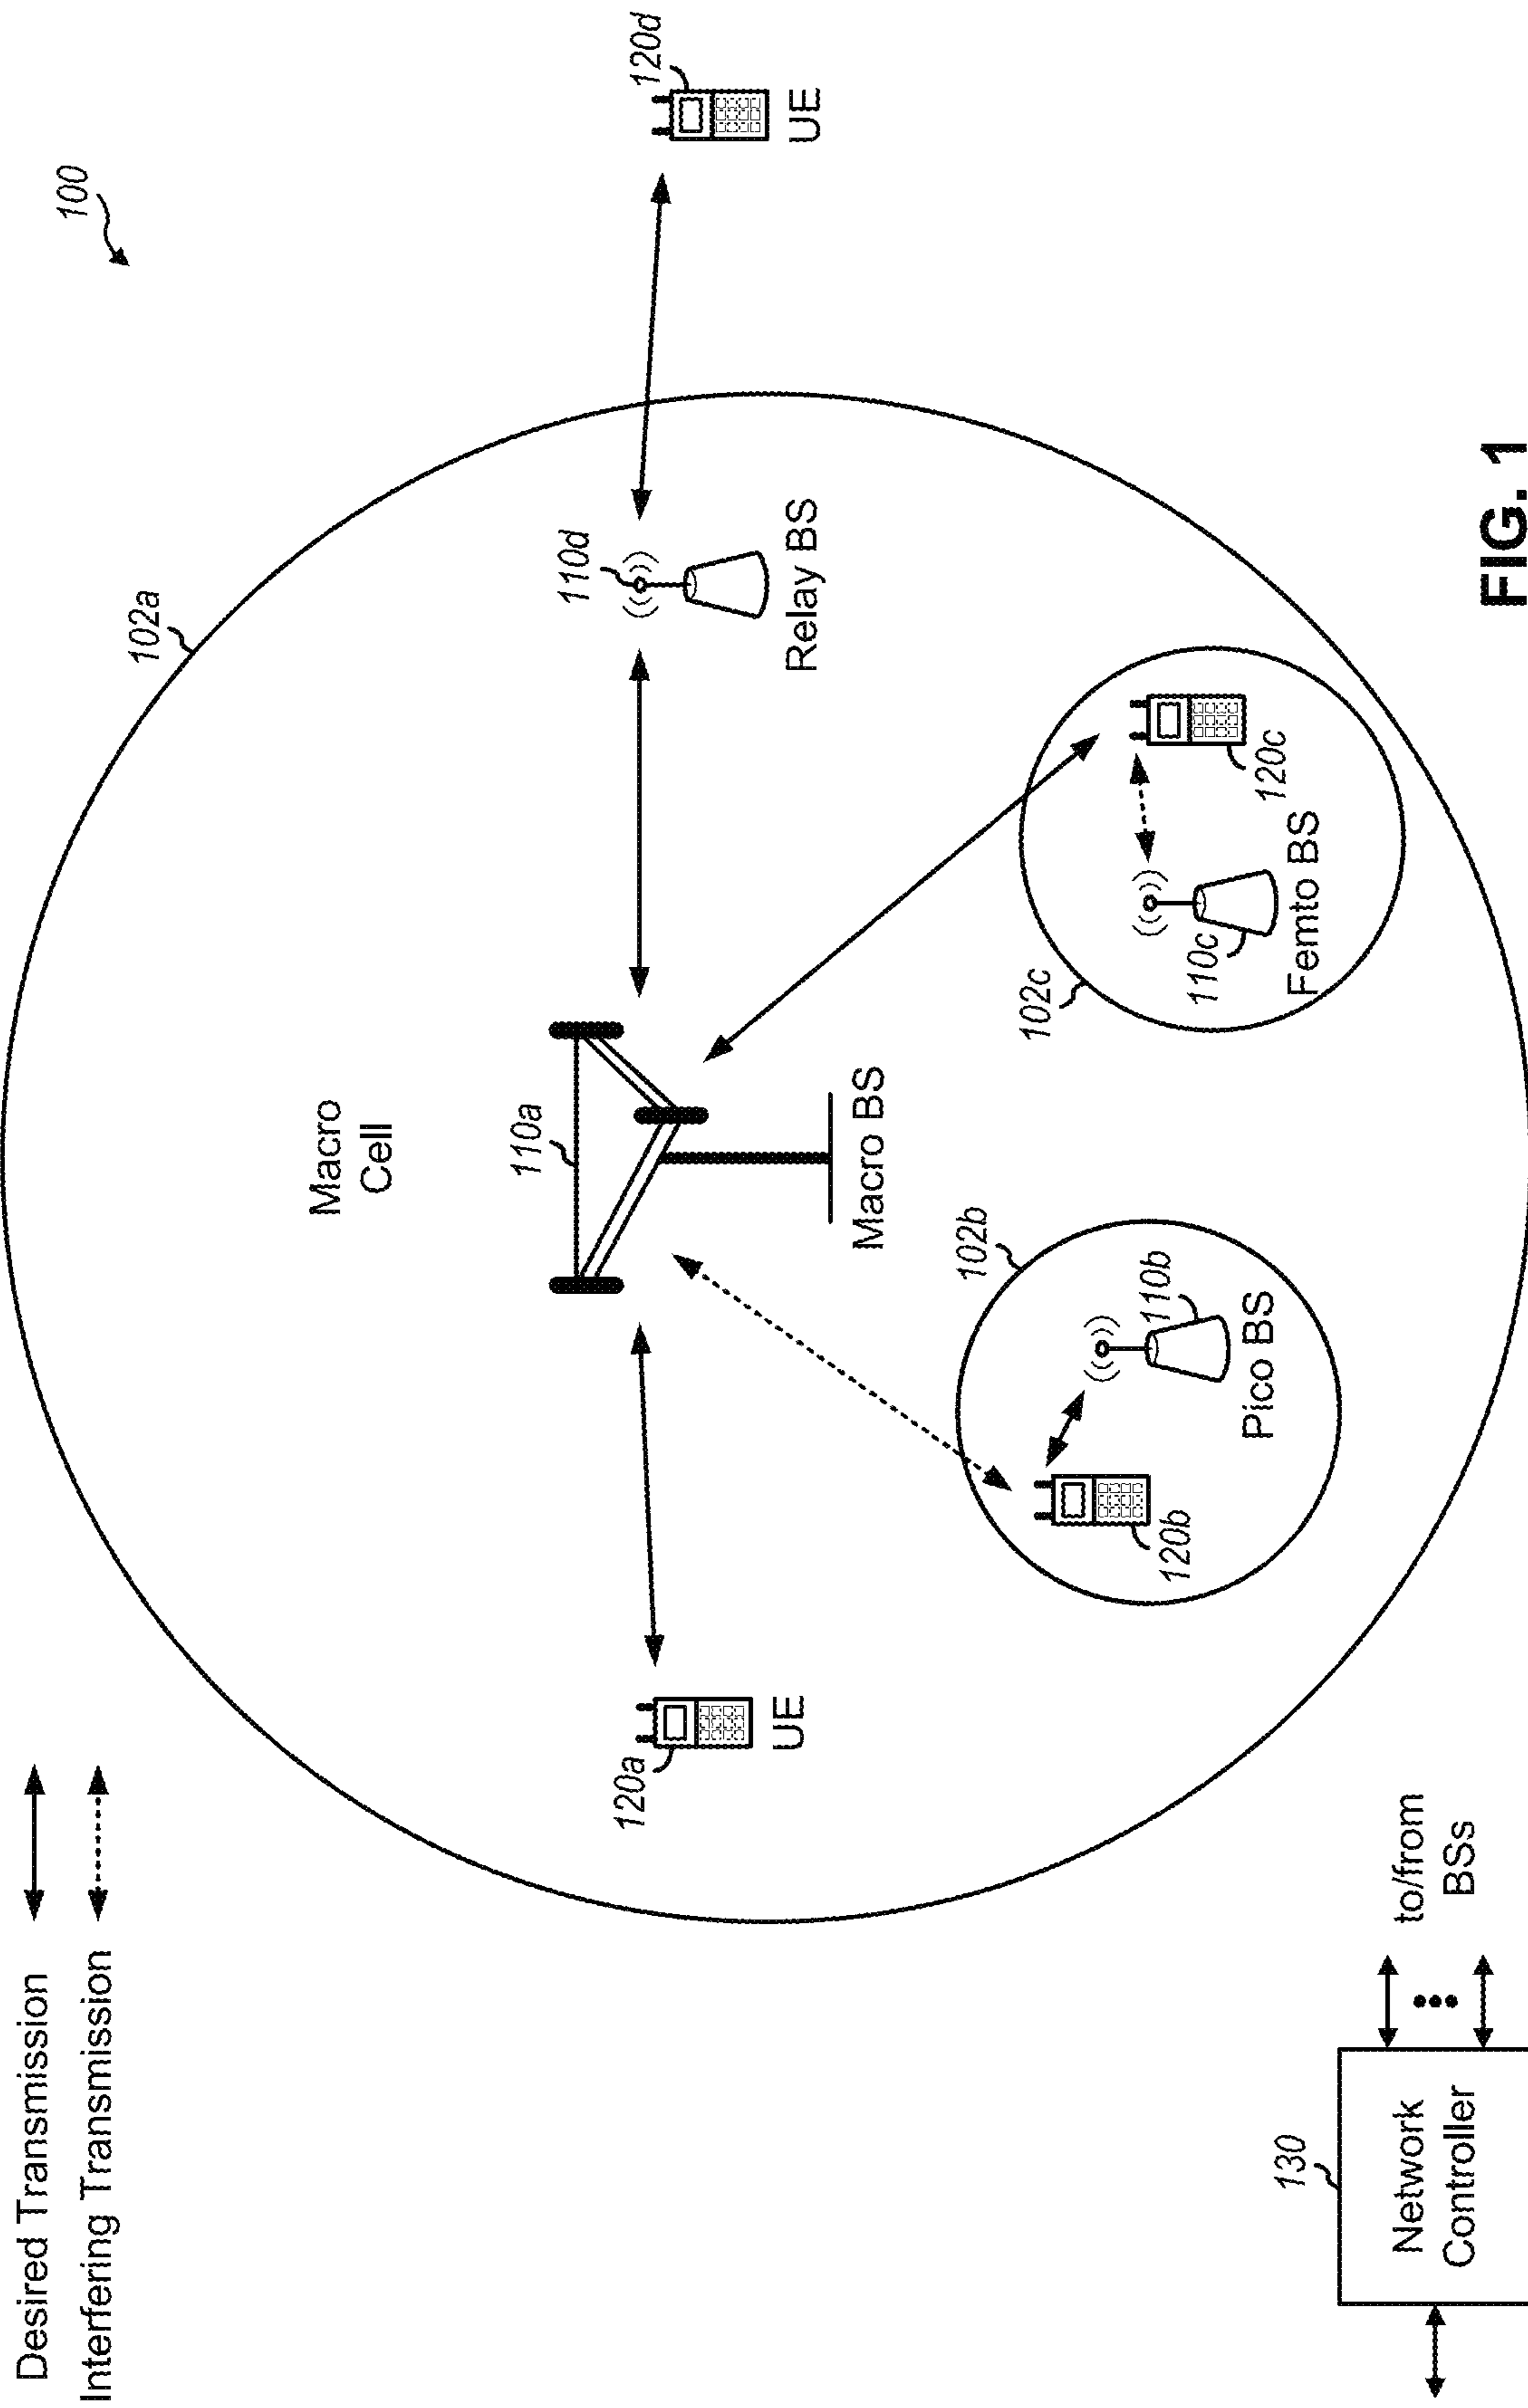 Desired Transmission
Interfering Transmission
100
102a
Macro
Cell
110a
110d
120d
120a
UE
Macro BS
Relay BS
UE
102b
102c
110b
120b
Pico BS
110c
120c
Femto BS
130
Network
Controller
to/from
BSs
FIG. 1